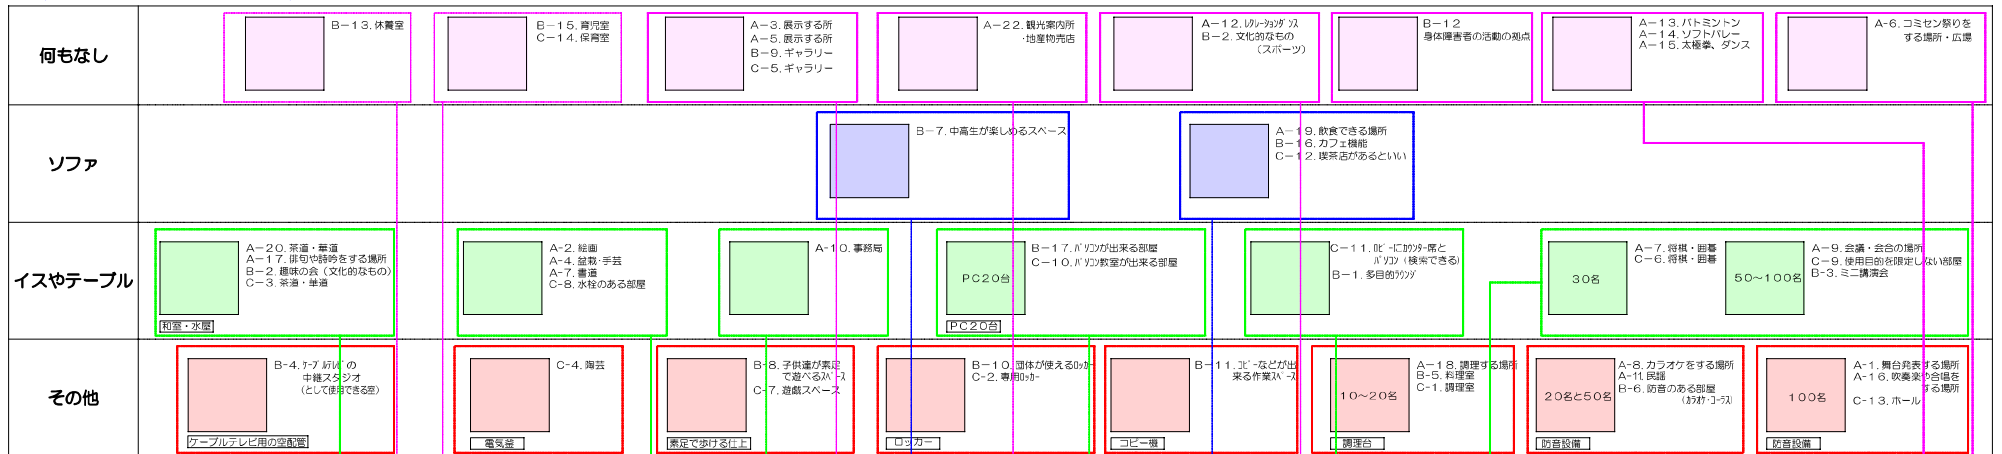 何もなし
B-13.休養室
B-15.育児室
C-14.保育室
A-3.展示する所
A-5.展示する所
B-9.ギャラリー
C-5.ギャラリー
A-22.観光案内所
・地産物売店
A-12.ﾚｸﾚｰｼｮﾝﾀﾞﾝｽ
B-2.文化的なもの
(スポーツ)
B-12
身体障害者の活動の拠点
A-13.バトミントン
A-14.ソフトバレー
A-15.太極拳、ダンス
A-6.コミセン祭りを
する場所・広場
ソファ
B-7.中高生が楽しめるスペース
A-19.飲食できる場所
B-16.カフェ機能
C-12.喫茶店があるといい
イスやテーブル
A-20.茶道・華道
A-17.俳句や詩吟をする場所
B-2.趣味の会(文化的なもの)
C-3.茶道・華道
和室・水屋
A-2.絵画
A-4.盆栽・手芸
A-7.書道
C-8.水栓のある部屋
A-10.事務局
PC20台
B-17.ﾊﾟｿｺﾝが出来る部屋
C-10.ﾊﾟｿｺﾝ教室が出来る部屋
PC20台
C-11.ﾛﾋﾞｰにｶｳﾝﾀｰ席と
ﾊﾟｿｺﾝ(検索できる)
B-1.多目的ﾗｳﾝｼﾞ
30名
A-7.将棋・囲碁
C-6.将棋・囲碁
50～100名
A-9.会議・会合の場所
C-9.使用目的を限定しない部屋
B-3.ミニ講演会
その他
B-4.ｹｰﾌﾞﾙﾃﾚﾋﾞの
中継スタジオ
(として使用できる室)
ケーブルテレビ用の空配管
C-4.陶芸
電気釜
B-8.子供達が素足
で遊べるｽﾍﾟｰｽ
C-7.遊戯スペース
素足で歩ける仕上
B-10.団体が使えるﾛｯｶｰ
C-2.専用ﾛｯｶｰ
ロッカー
B-11.ｺﾋﾟｰなどが出
来る作業ｽﾍﾟｰｽ
コピー機
10～20名
A-18.調理する場所
B-5.料理室
C-1.調理室
調理台
20名と50名
A-8.カラオケをする場所
A-11.民謡
B-6.防音のある部屋
(ｶﾗｵｹ･ｺｰﾗｽ)
防音設備
100名
A-1.舞台発表する場所
A-16.吹奏楽や合唱を
する場所
C-13.ホール
防音設備